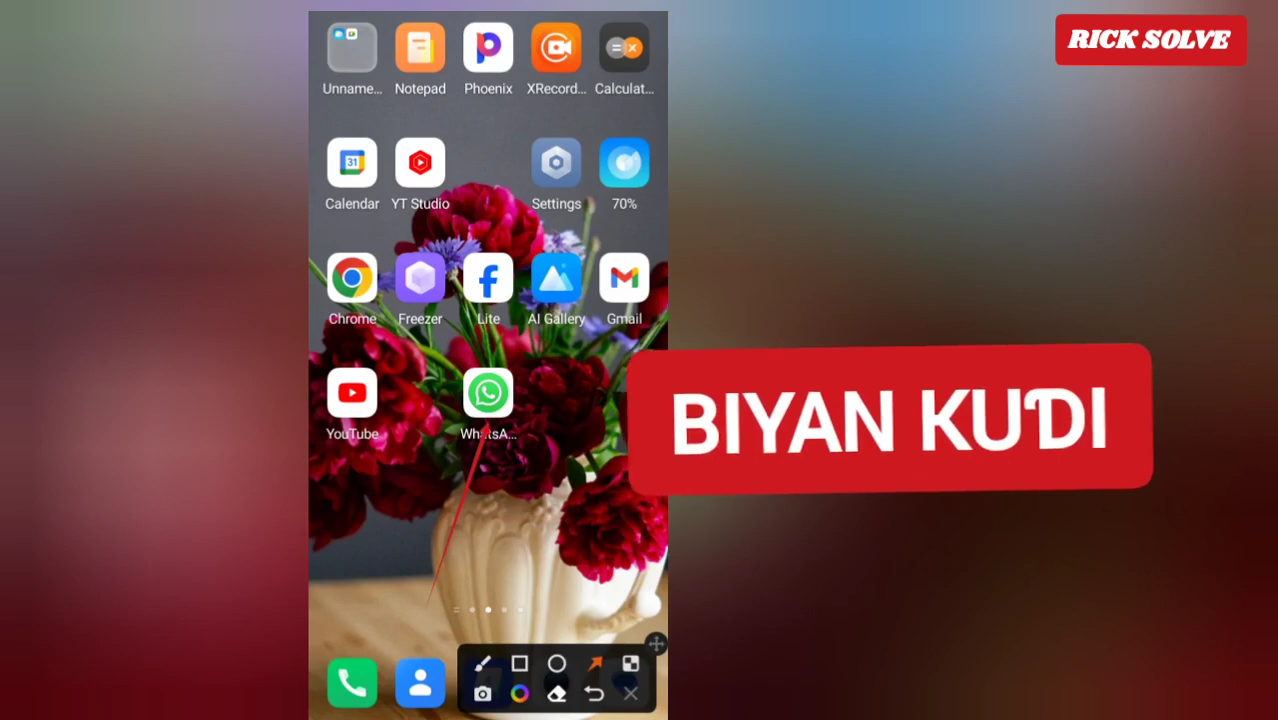 RICK SOLVE
Unname... Notepad Phoenix XRecord... Calculat...
31
Calendar YT Studio Settings 70%
Chrome Freezer Lite AI Gallery Gmail
BIYAN KUƊI
YouTube WhatsA...